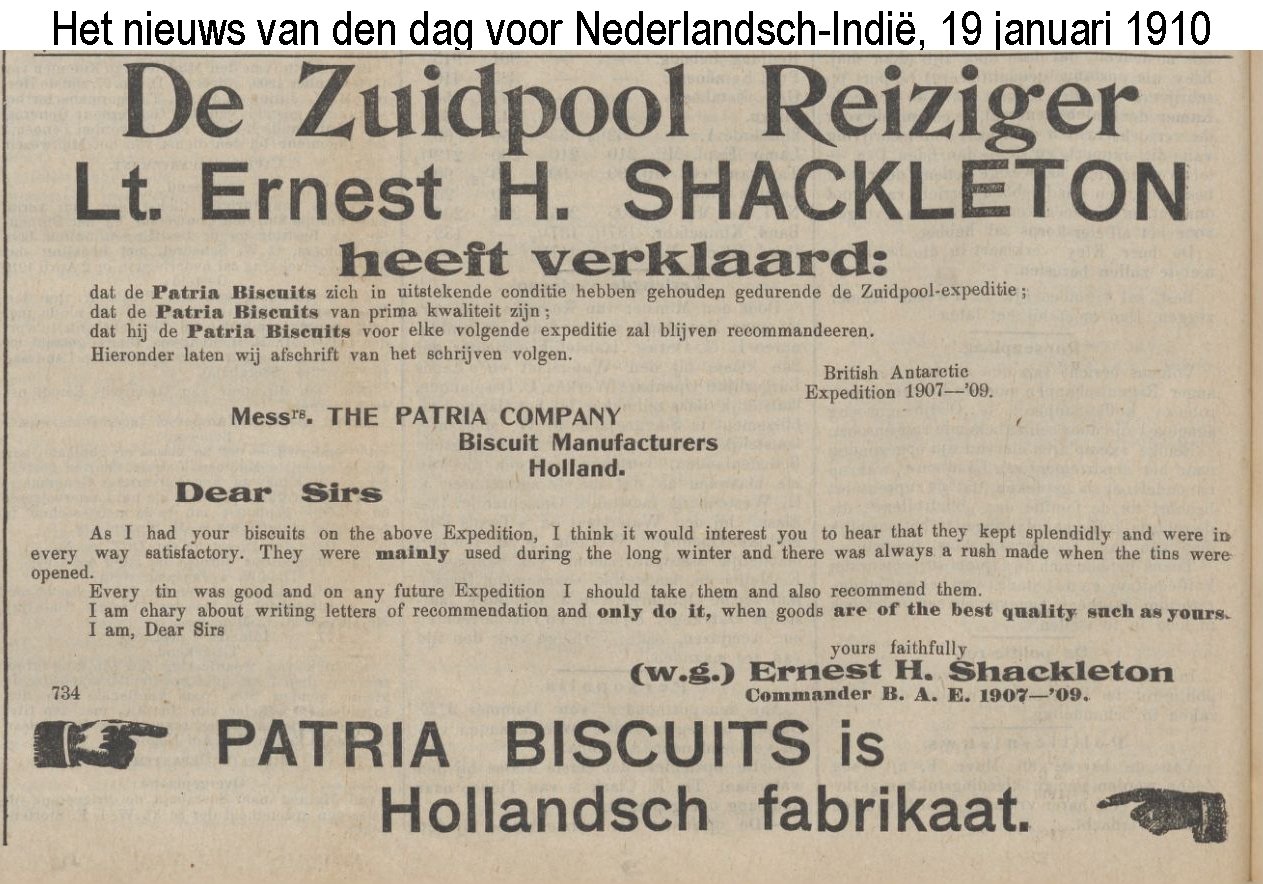 Het nieuws van den dag voor Nederlandsch-Indië, 19 januari 1910
De Zuidpool Reiziger
Lt. Ernest H. SHACKLETON
heeft verklaard:
dat de Patria Biscuits zich in uitstekende conditie hebben gehouden gedurende de Zuidpool-expeditie;
dat de Patria Biscuits van prima kwaliteit zijn;
dat hij de Patria Biscuits voor elke volgende expeditie zal blijven recommandeeren.
Hieronder laten wij afschrift van het schrijven volgen.
British Antarctic
Expedition 1907—'09.
Messrs. THE PATRIA COMPANY
Biscuit Manufacturers
Holland.
Dear Sirs
As I had your biscuits on the above Expedition, I think it would interest you to hear that they kept splendidly and were in
every way satisfactory. They were mainly used during the long winter and there was always a rush made when the tins were
opened.
Every tin was good and on any future Expedition I should take them and also recommend them.
I am chary about writing letters of recommendation and only do it, when goods are of the best quality such as yours.
I am, Dear Sirs
yours faithfully
(w.g.) Ernest H. Shackleton
Commander B. A. E. 1907—'09.
734
PATRIA BISCUITS is
Hollandsch fabrikaat.